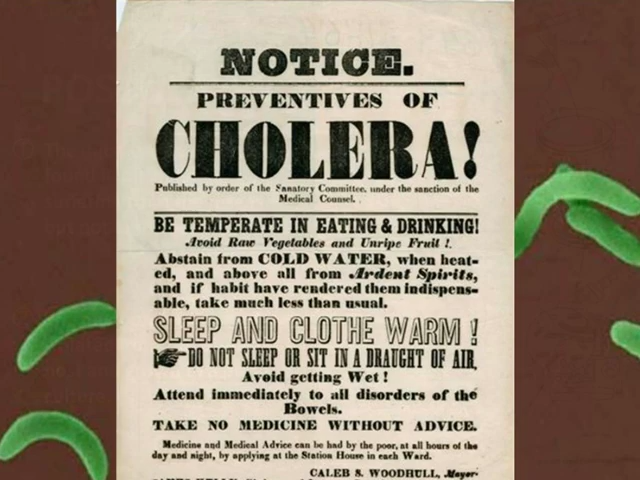 NOTICE.
PREVENTIVES OF
CHOLERA!
Published by order of the Sanatory Committee, under the sanction of the
Medical Counsel.
BE TEMPERATE IN EATING & DRINKING!
Avoid Raw Vegetables and Unripe Fruit !
Abstain from COLD WATER, when heat-
ed, and above all from Ardent Spirits,
and if habit have rendered them indispens-
able, take much less than usual.
SLEEP AND CLOTHE WARM !
DO NOT SLEEP OR SIT IN A DRAUGHT OF AIR,
Avoid getting Wet !
Attend immediately to all disorders of the
Bowels.
TAKE NO MEDICINE WITHOUT ADVICE.
Medicine and Medical Advice can be had by the poor, at all hours of the
day and night, by applying at the Station House in each Ward.
CALEB S. WOODHULL, Mayor